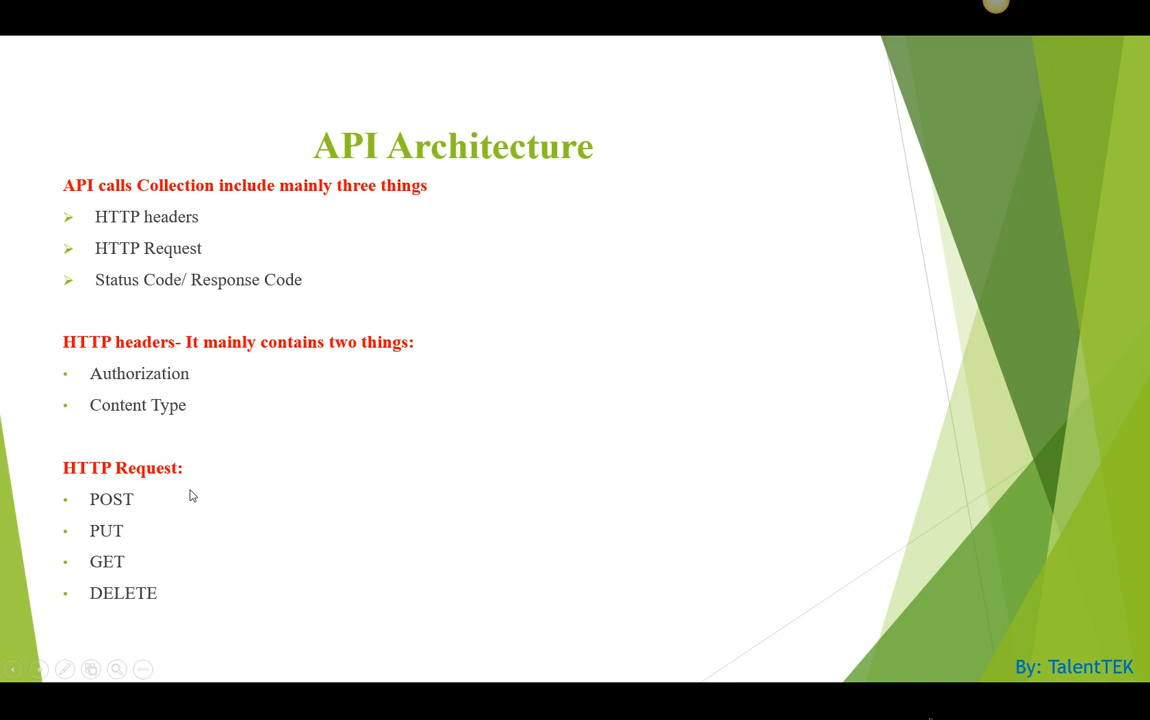 API Architecture
API calls Collection include mainly three things
HTTP headers
HTTP Request
Status Code/ Response Code
HTTP headers- It mainly contains two things:
Authorization
Content Type
HTTP Request:
POST
PUT
GET
DELETE
By: TalentTEK